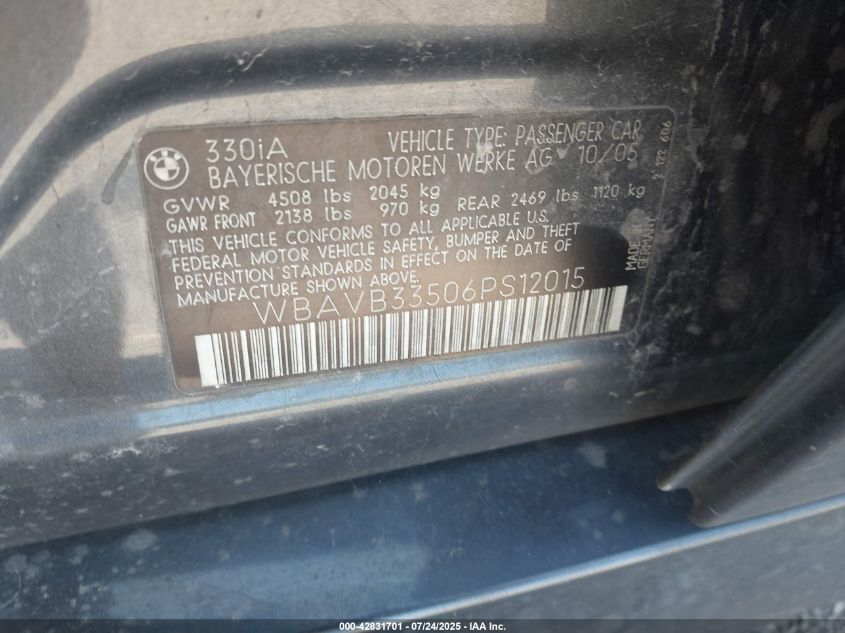 BMW
330iA VEHICLE TYPE: PASSENGER CAR
BAYERISCHE MOTOREN WERKE AG 10/05
GVWR 4508 lbs 2045 kg
GAWR FRONT 2138 lbs 970 kg REAR 2469 lbs 1120 kg
THIS VEHICLE CONFORMS TO ALL APPLICABLE U.S.
FEDERAL MOTOR VEHICLE SAFETY, BUMPER AND THEFT
PREVENTION STANDARDS IN EFFECT ON THE DATE OF
MANUFACTURE SHOWN ABOVE.
MADE IN
GERMANY
WBAVB33506PS12015
000-42831701 - 07/24/2025 - IAA Inc.